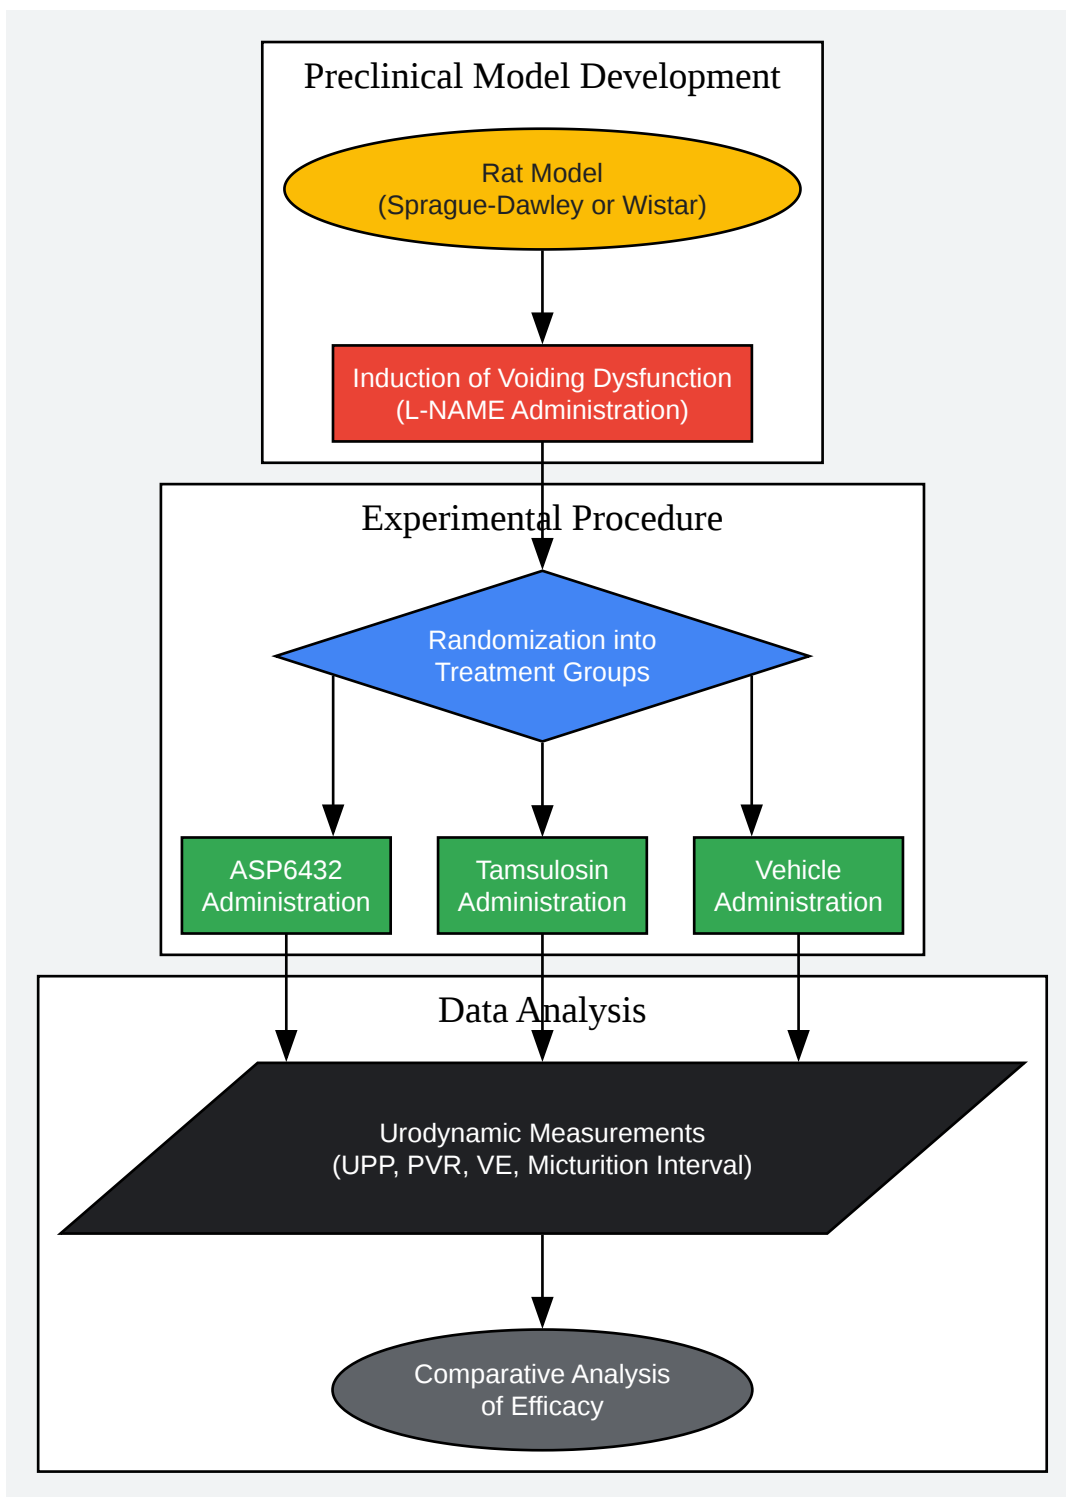 Preclinical Model Development
Rat Model
(Sprague-Dawley or Wistar)
Induction of Voiding Dysfunction
(L-NAME Administration)
Experimental Procedure
Randomization into
Treatment Groups
ASP6432
Administration
Tamsulosin
Administration
Vehicle
Administration
Data Analysis
Urodynamic Measurements
(UPP, PVR, VE, Micturition Interval)
Comparative Analysis
of Efficacy